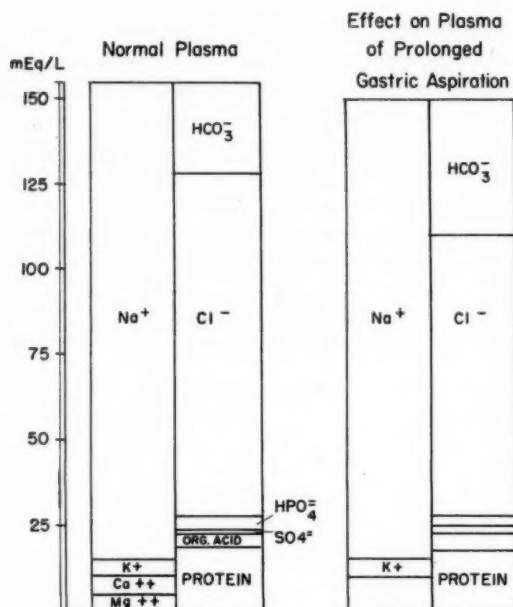 Normal Plasma
Effect on Plasma
of Prolonged
Gastric Aspiration
mEq/L
150
125
100
75
50
25
HCO₃⁻
Na⁺
Cl⁻
HPO₄⁼
SO4⁼
ORG. ACID
K+
Ca ++
Mg ++
PROTEIN
HCO₃⁻
Na⁺
Cl⁻
K+
PROTEIN